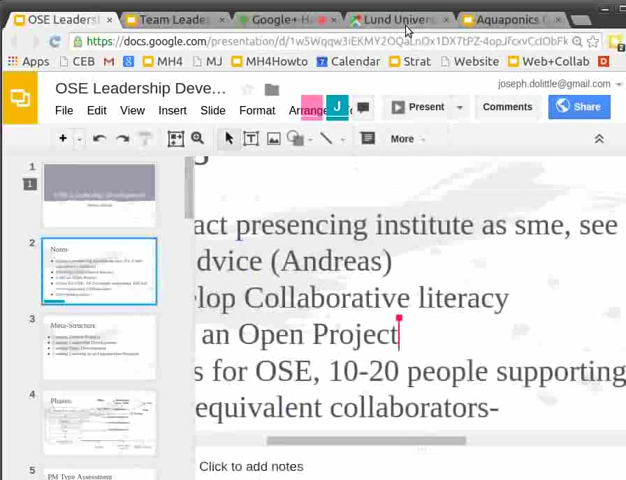 OSE Leadersh
Team Leade
Google+ H
Lund Univers
Aquaponics
https://docs.google.com/presentation/d/
Apps
CEB
MH4
MJ
MH4Howto
Calendar
Strat
Website
Web+Collab
joseph.dolittle@gmail.com
OSE Leadership Deve...
File Edit View Insert Slide Format Arrange
J
Present
Comments
Share
More
1
1
2
Notes
3
Meta-Structure
4
Phases
5
PM Type Assessment
act presencing institute as sme, see
dvice (Andreas)
lop Collaborative literacy
an Open Project
s for OSE, 10-20 people supporting
equivalent collaborators-
Click to add notes